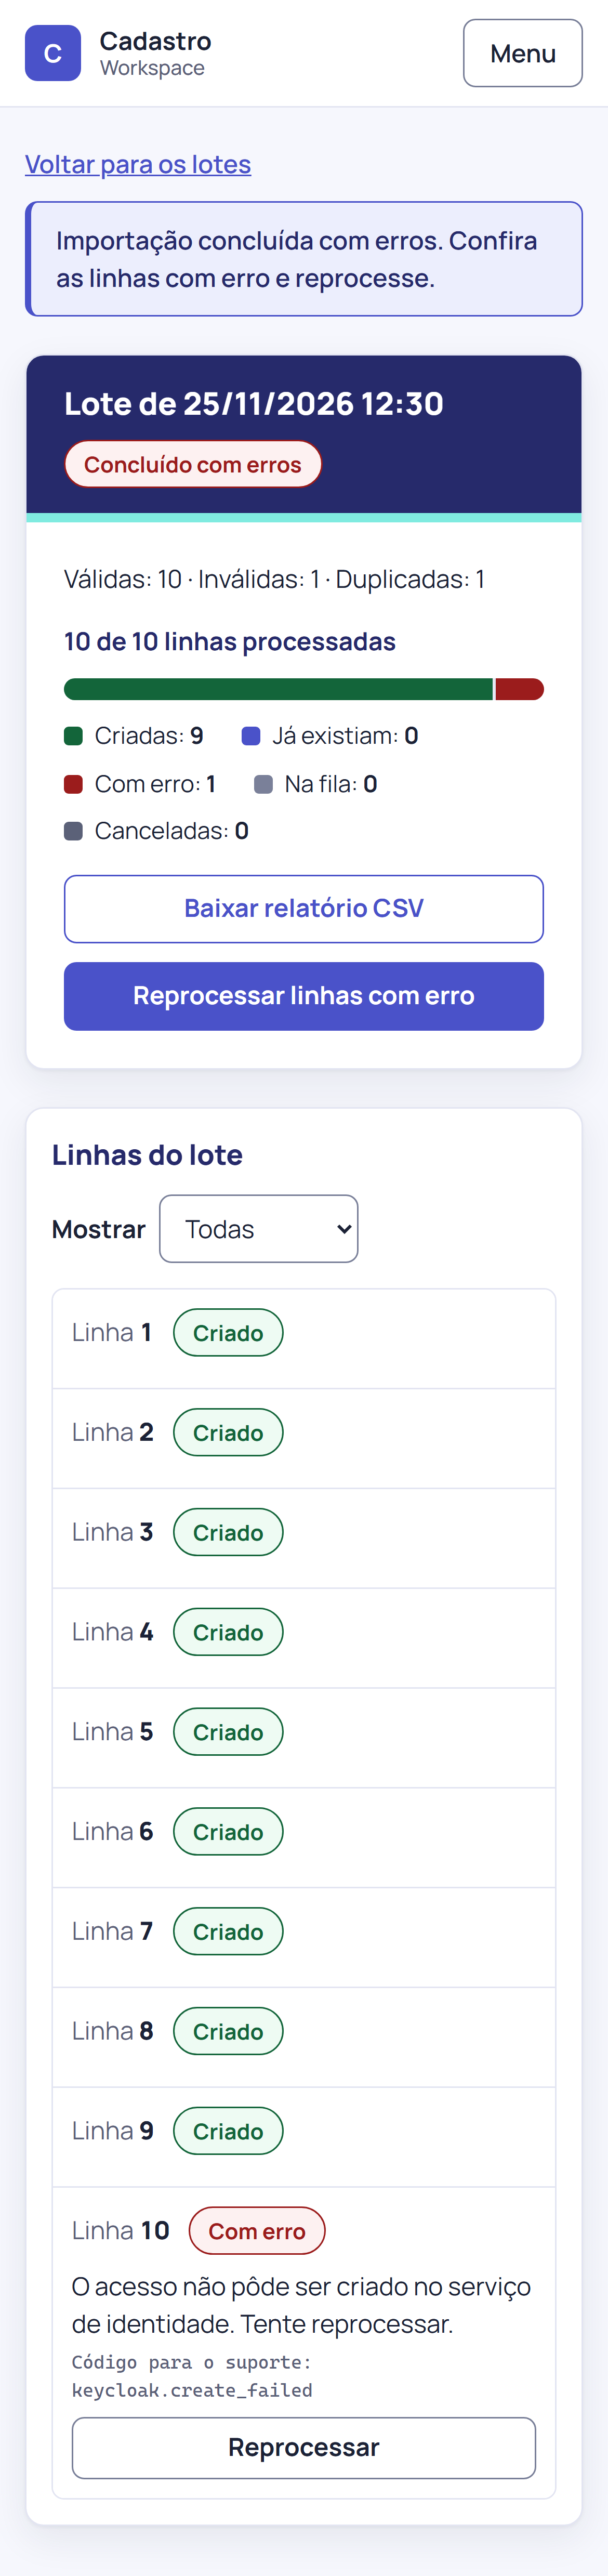 C
Cadastro
Workspace
Menu
Voltar para os lotes
Importação concluída com erros. Confira
as linhas com erro e reprocesse.
Lote de 25/11/2026 12:30
Concluído com erros
Válidas: 10 · Inválidas: 1 · Duplicadas: 1
10 de 10 linhas processadas
Criadas: 9 Já existiam: 0
Com erro: 1 Na fila: 0
Canceladas: 0
Baixar relatório CSV
Reprocessar linhas com erro
Linhas do lote
Mostrar Todas
Linha 1 Criado
Linha 2 Criado
Linha 3 Criado
Linha 4 Criado
Linha 5 Criado
Linha 6 Criado
Linha 7 Criado
Linha 8 Criado
Linha 9 Criado
Linha 10 Com erro
O acesso não pôde ser criado no serviço
de identidade. Tente reprocessar.
Código para o suporte:
keycloak.create_failed
Reprocessar